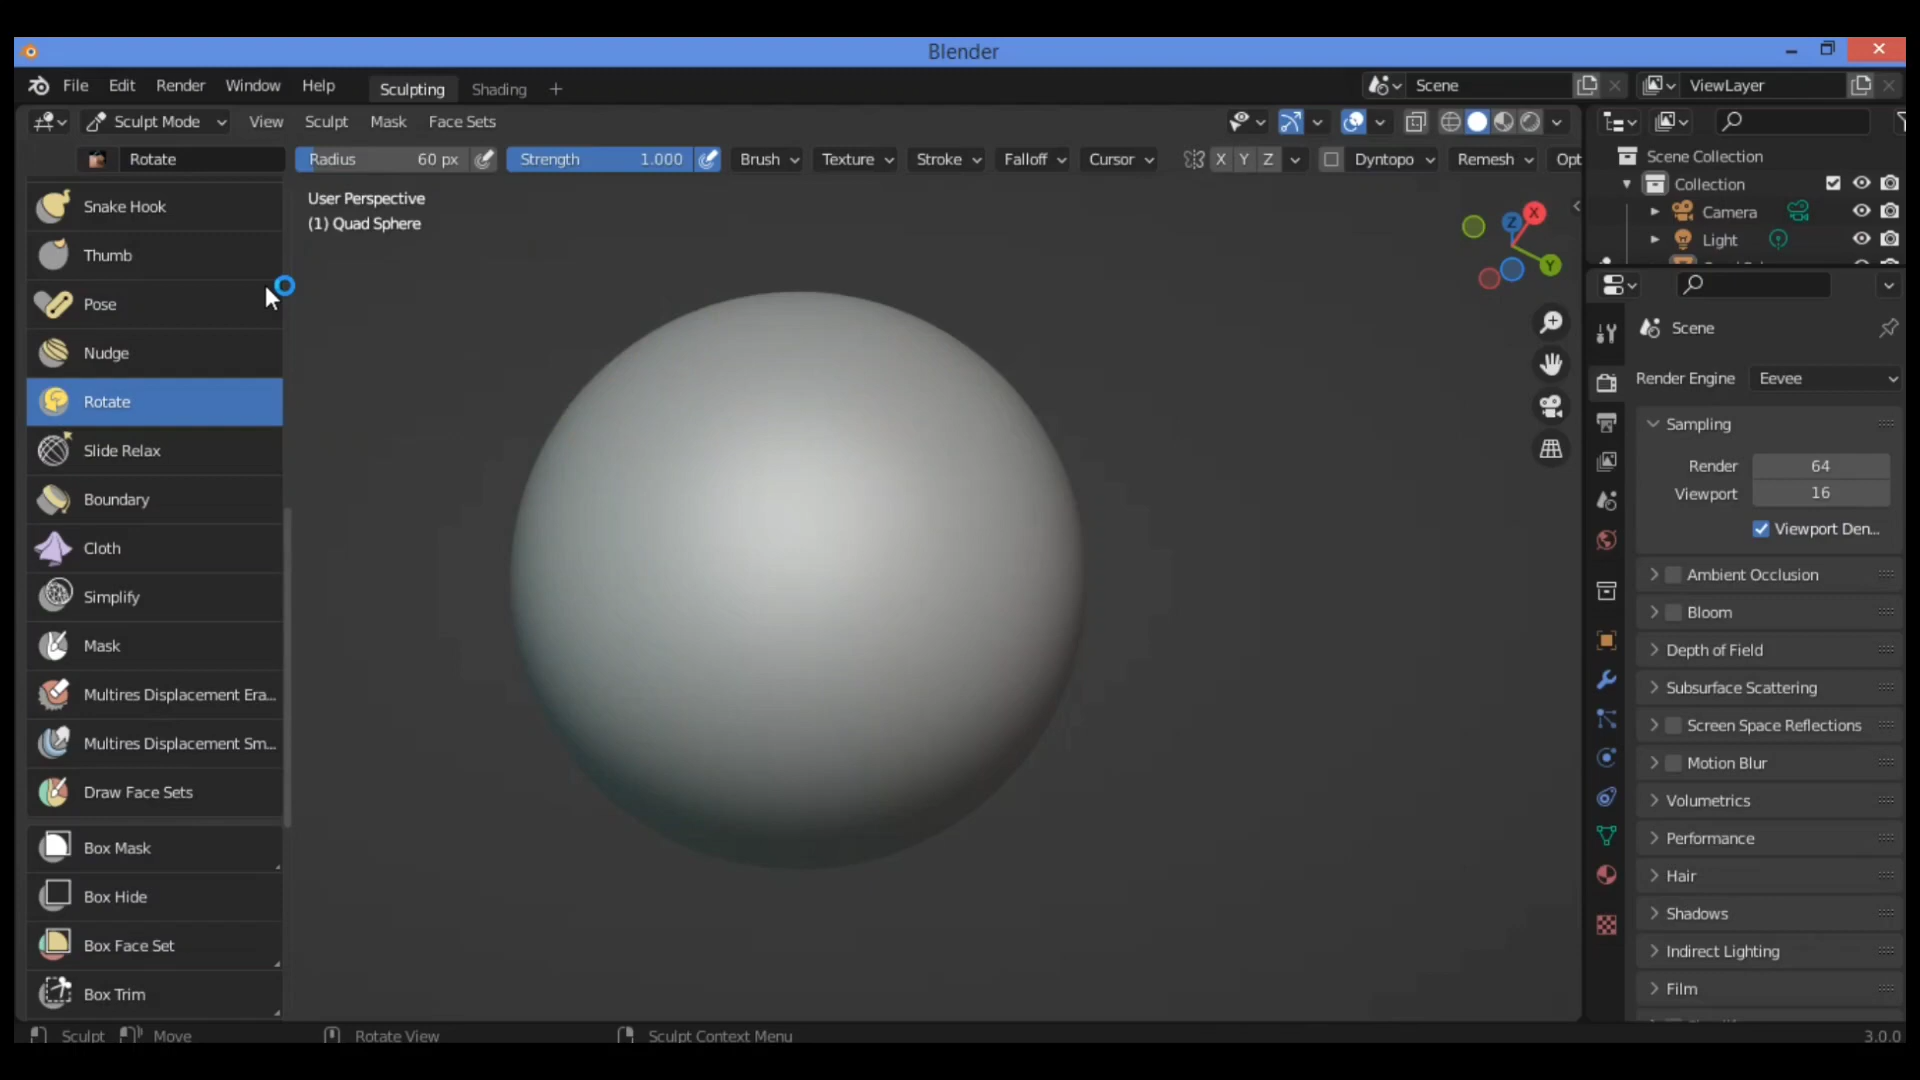 Blender
File Edit Render Window Help Sculpting Shading + Scene ViewLayer
Sculpt Mode View Sculpt Mask Face Sets
Rotate Radius 60 px Strength 1.000 Brush Texture Stroke Falloff Cursor X Y Z Dyntopo Remesh Opt
Scene Collection
Collection
Camera
Light
User Perspective
(1) Quad Sphere
X
Z
Y
Snake Hook
Thumb
Pose
Nudge
Rotate
Slide Relax
Boundary
Cloth
Simplify
Mask
Multires Displacement Era...
Multires Displacement Sm...
Draw Face Sets
Box Mask
Box Hide
Box Face Set
Box Trim
Scene
Render Engine Eevee
Sampling
Render 64
Viewport 16
Viewport Den...
Ambient Occlusion
Bloom
Depth of Field
Subsurface Scattering
Screen Space Reflections
Motion Blur
Volumetrics
Performance
Hair
Shadows
Indirect Lighting
Film
Sculpt Move Rotate View Sculpt Context Menu 3.0.0